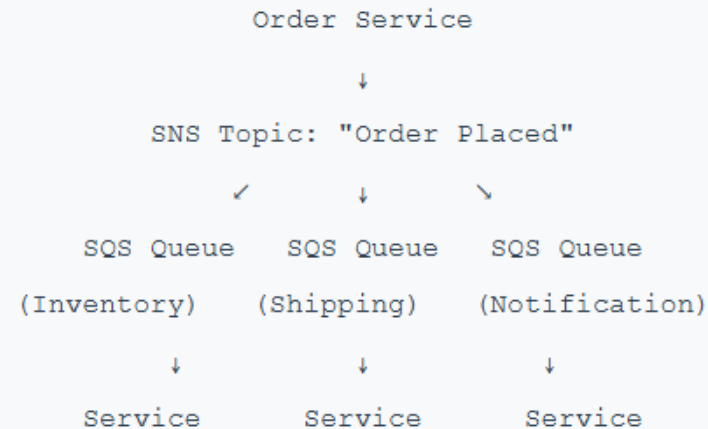 Order Service
↓
SNS Topic: "Order Placed"
↙ ↓ ↘
SQS Queue SQS Queue SQS Queue
(Inventory) (Shipping) (Notification)
↓ ↓ ↓
Service Service Service